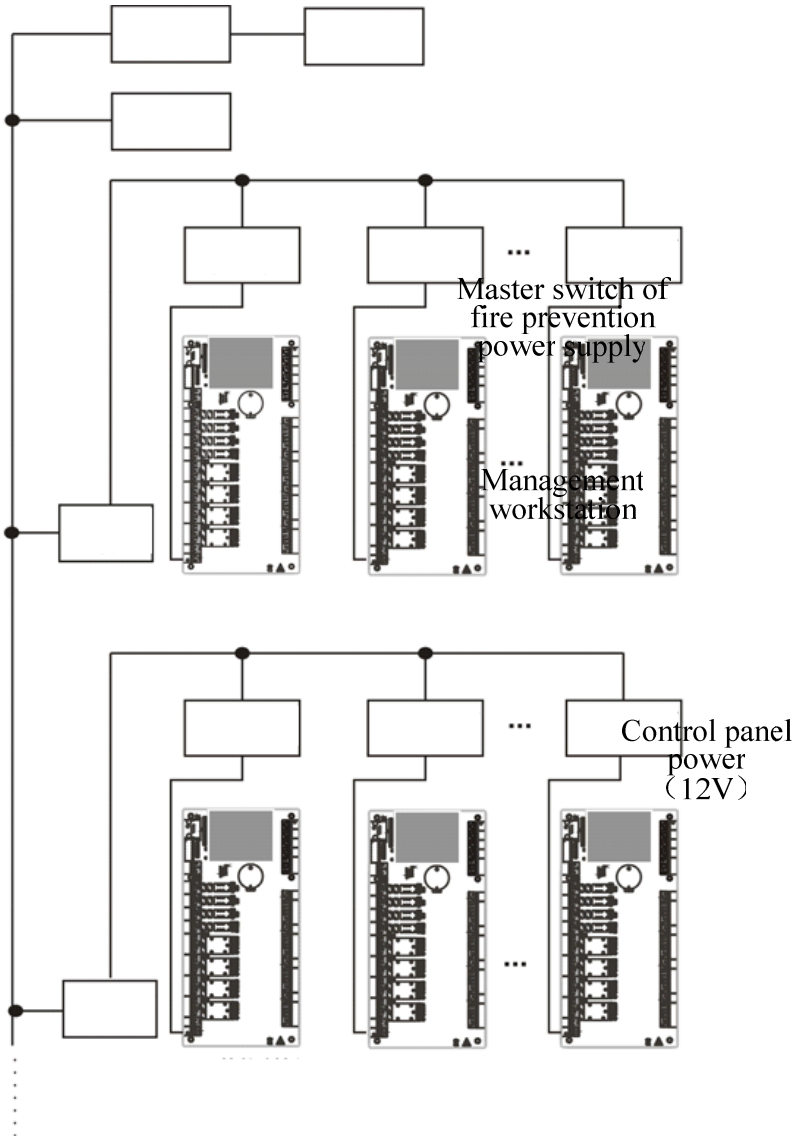 ...
Master switch of
fire prevention
power supply
...
Management
workstation
...
Control panel
power
（12V）
...